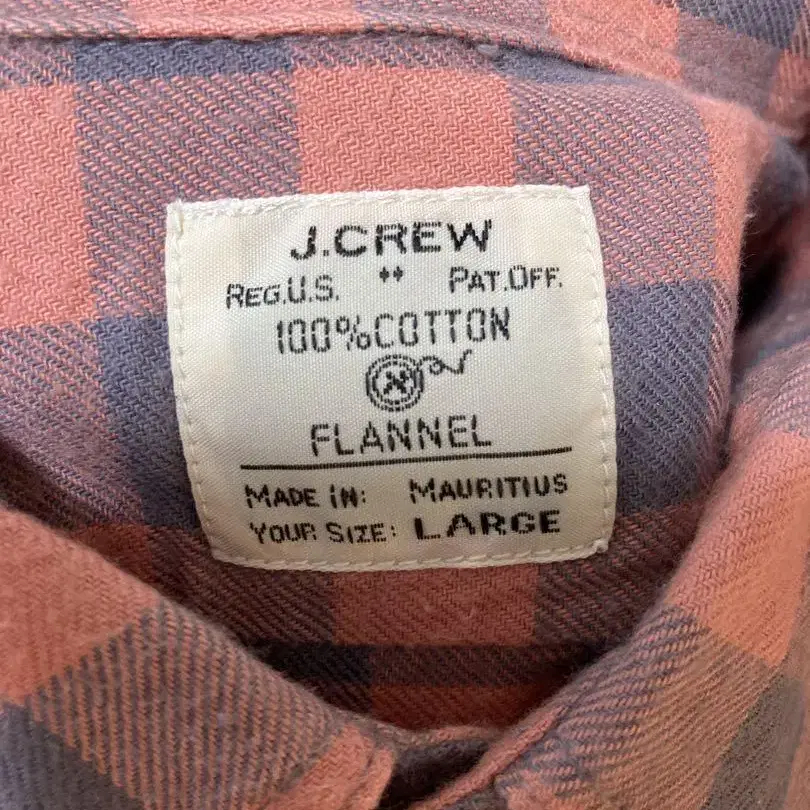 J.CREW
REG.U.S. PAT.OFF.
100%COTTON
FLANNEL
MADE IN: MAURITIUS
YOUR SIZE: LARGE